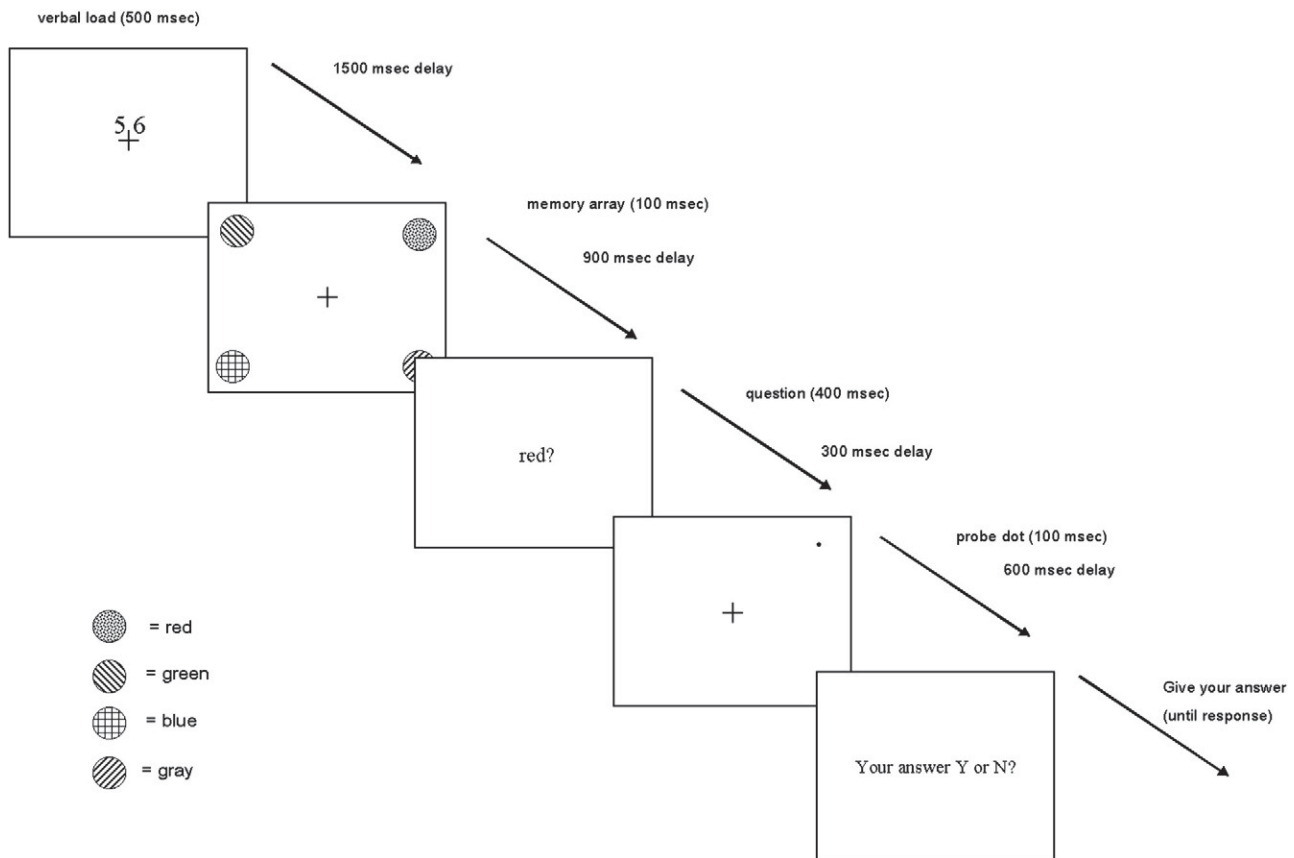 verbal load (500 msec)
1500 msec delay
5,6
memory array (100 msec)
900 msec delay
question (400 msec)
300 msec delay
red?
probe dot (100 msec)
600 msec delay
= red
= green
= blue
= gray
Give your answer
(until response)
Your answer Y or N?